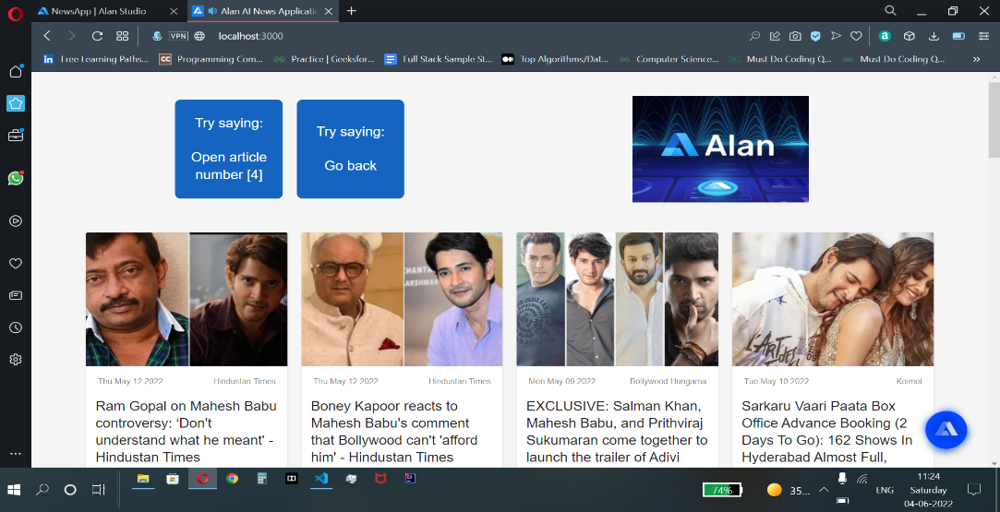 NewsApp | Alan Studio
Alan AI News Applicatio
VPN
localhost:3000
a
in Free Learning Paths...
CC Programming Com...
Practice | Geeksfor...
Full Stack Sample St...
Top Algorithms/Dat...
Computer Science...
Must Do Coding Q...
Must Do Coding Q...
»
Try saying:
Open article
number [4]
Try saying:
Go back
Alan
Thu May 12 2022
Hindustan Times
Ram Gopal on Mahesh Babu
controversy: ‘Don't
understand what he meant' -
Hindustan Times
Thu May 12 2022
Hindustan Times
Boney Kapoor reacts to
Mahesh Babu's comment
that Bollywood can't 'afford
him' - Hindustan Times
Mon May 09 2022
Bollywood Hungama
EXCLUSIVE: Salman Khan,
Mahesh Babu, and Prithviraj
Sukumaran come together to
launch the trailer of Adivi
Tue May 10 2022
Koimoi
Sarkaru Vaari Paata Box
Office Advance Booking (2
Days To Go): 162 Shows In
Hyderabad Almost Full,
74%
35...
ENG
11:24
Saturday
04-06-2022